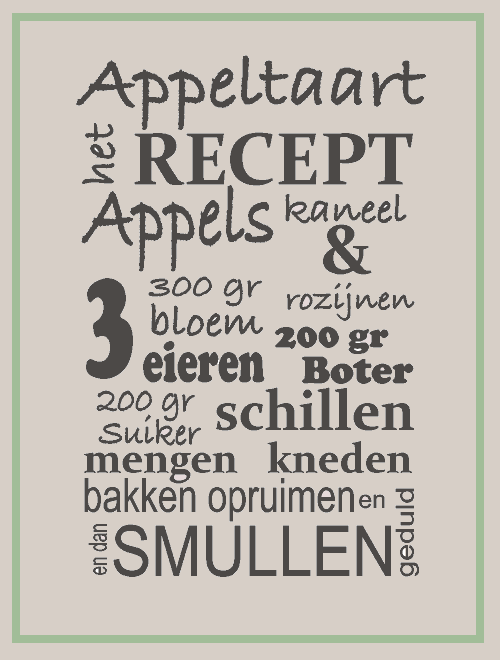 Appeltaart
het RECEPT
Appels kaneel
&
rozijnen
300 gr
bloem
3 eieren
200 gr
Boter
200 gr
Suiker
schillen
mengen kneden
bakken opruimen en
geduld
en dan SMULLEN